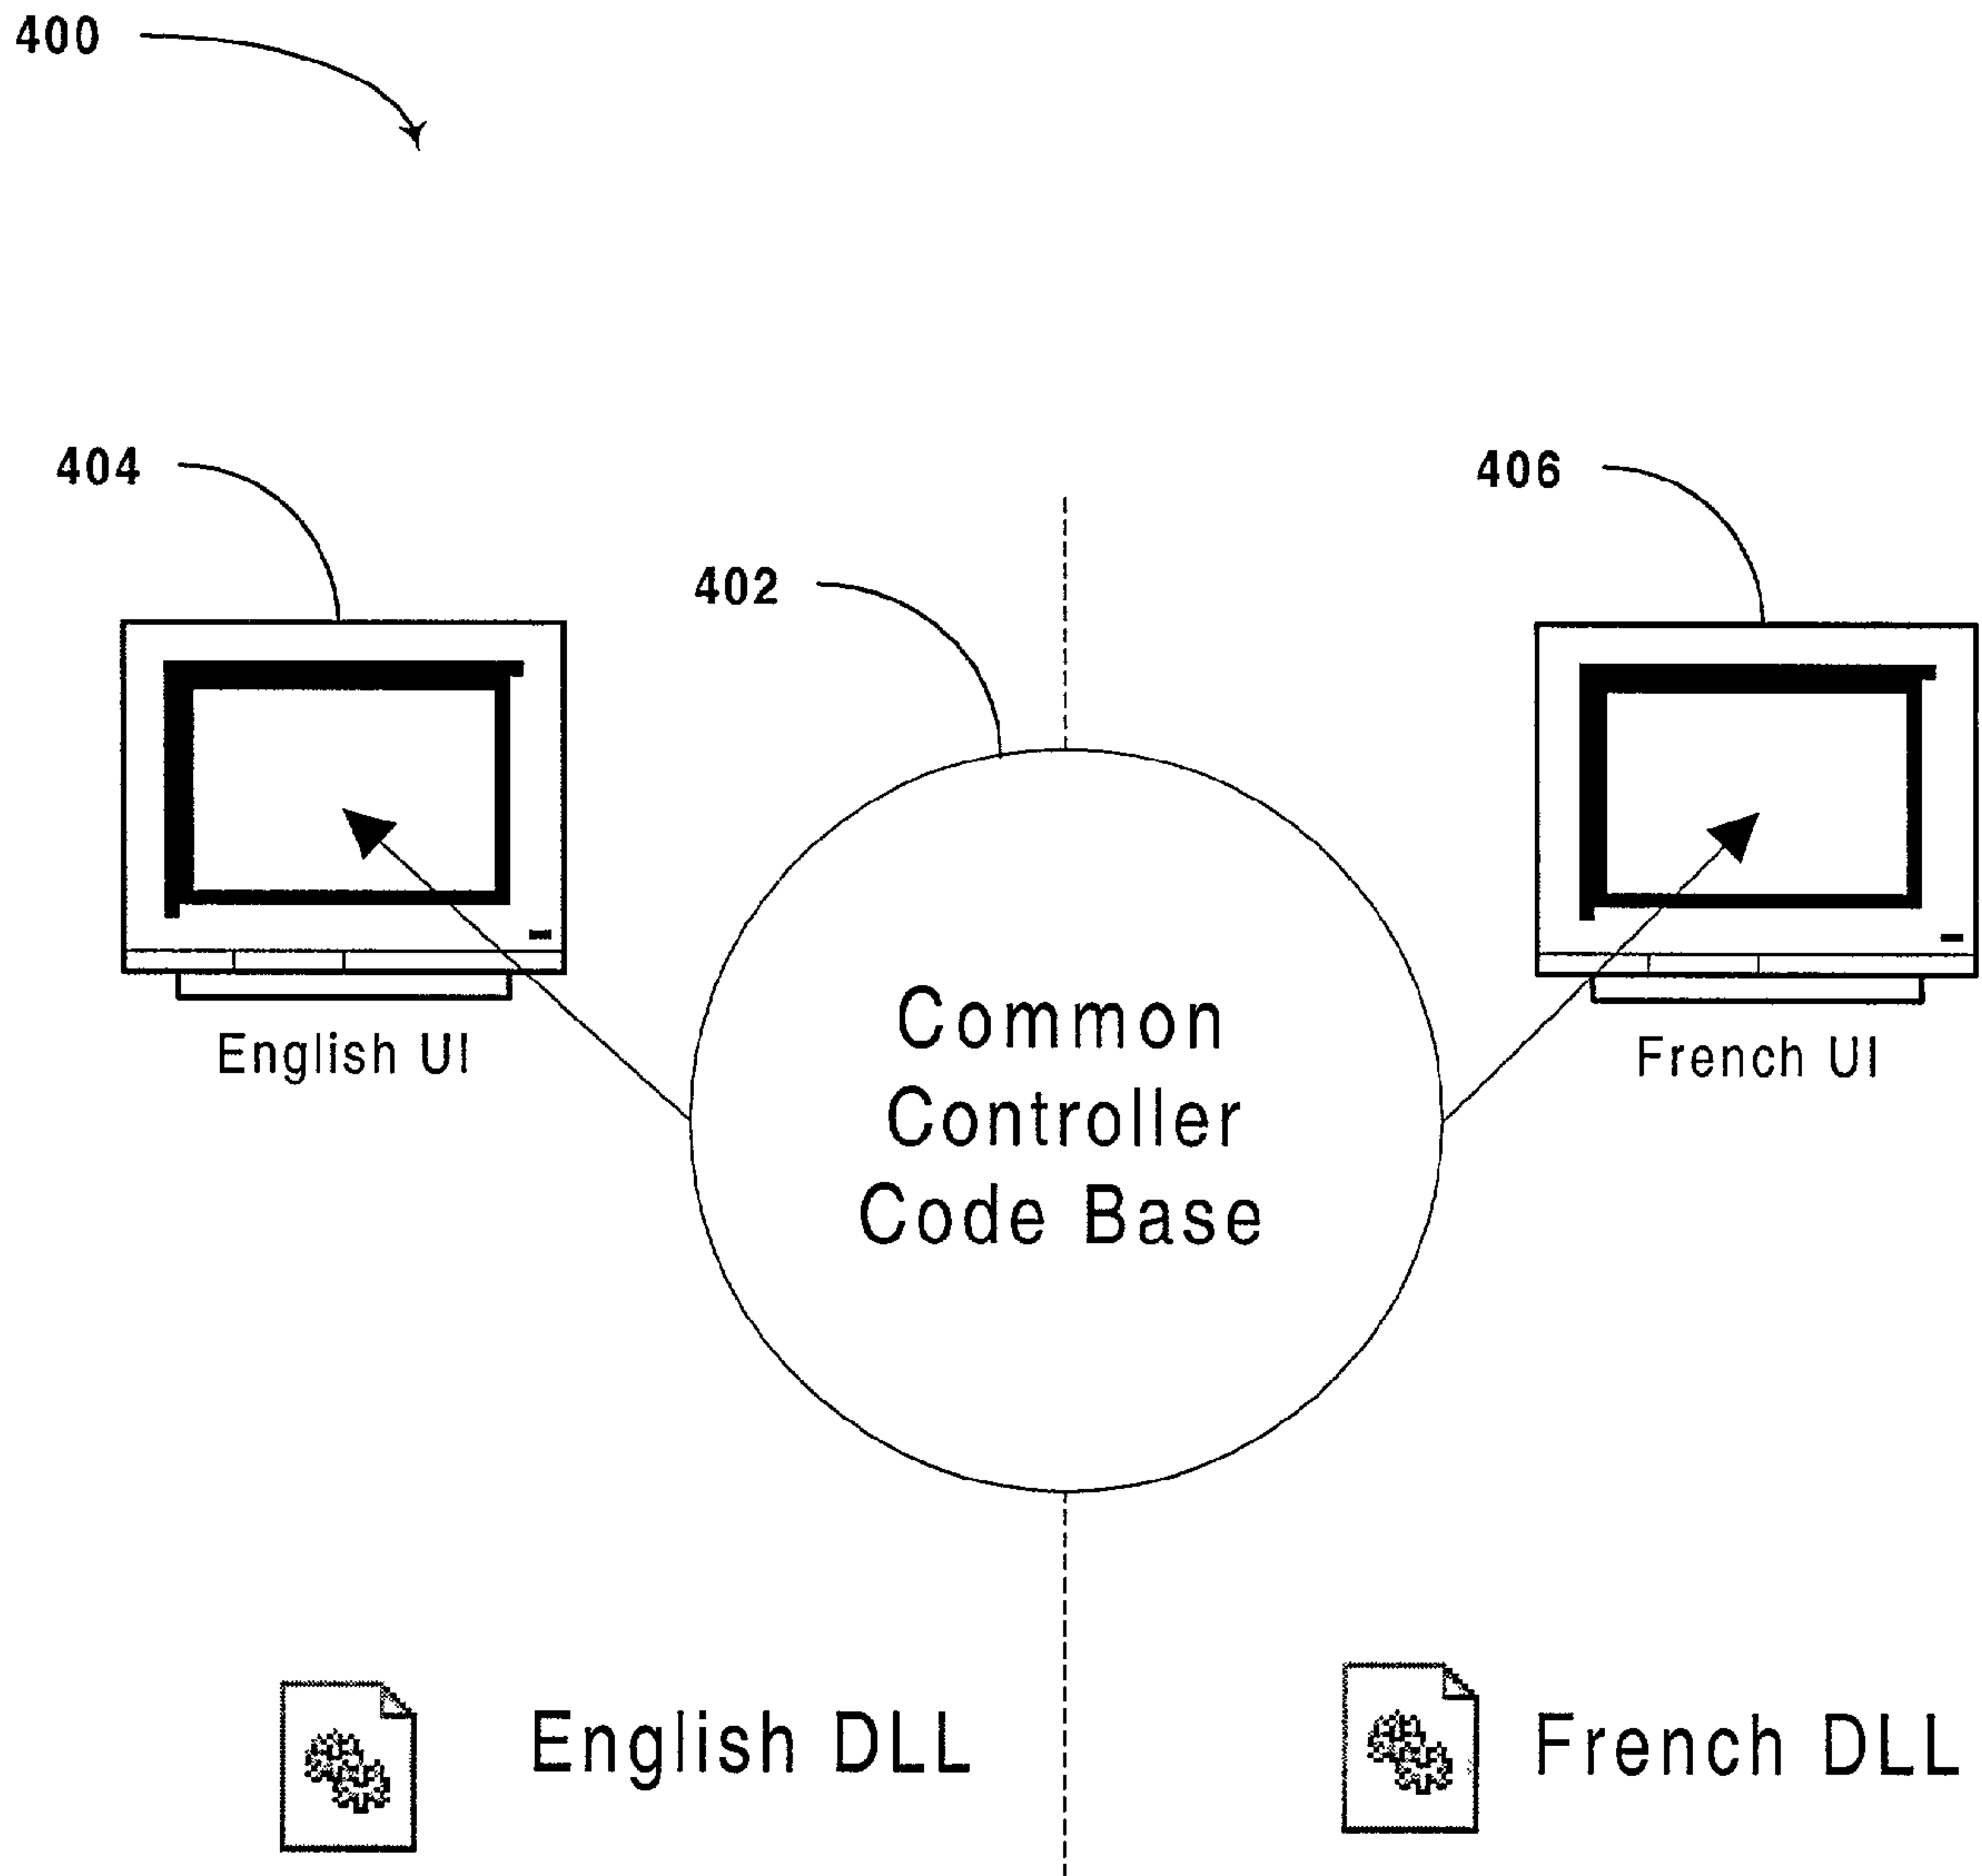 400
404
406
402
English UI
Common
Controller
Code Base
French UI
English DLL
French DLL